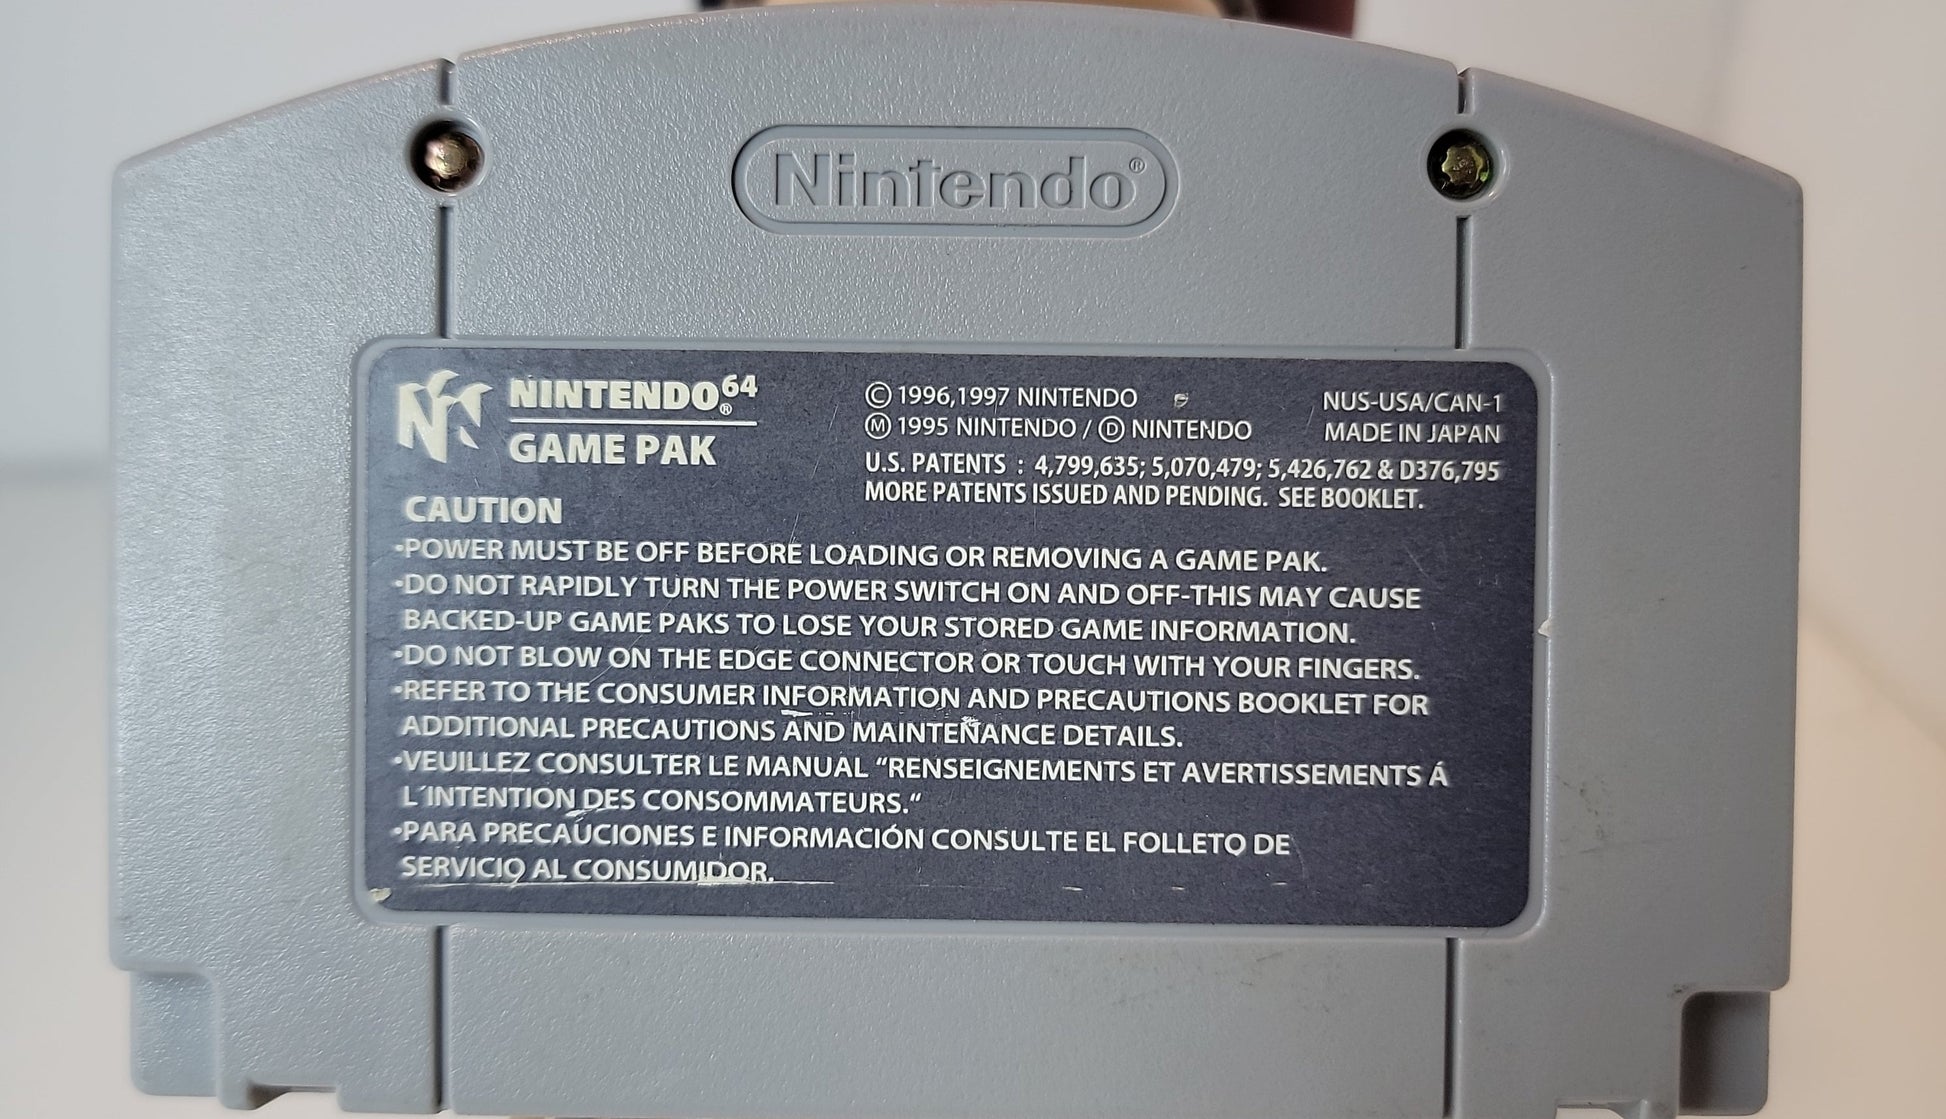 Nintendo®
NINTENDO64®
GAME PAK
© 1996,1997 NINTENDO
Ⓜ 1995 NINTENDO / Ⓓ NINTENDO
NUS-USA/CAN-1
MADE IN JAPAN
U.S. PATENTS : 4,799,635; 5,070,479; 5,426,762 & D376,795
MORE PATENTS ISSUED AND PENDING. SEE BOOKLET.
CAUTION
•POWER MUST BE OFF BEFORE LOADING OR REMOVING A GAME PAK.
•DO NOT RAPIDLY TURN THE POWER SWITCH ON AND OFF-THIS MAY CAUSE
BACKED-UP GAME PAKS TO LOSE YOUR STORED GAME INFORMATION.
•DO NOT BLOW ON THE EDGE CONNECTOR OR TOUCH WITH YOUR FINGERS.
•REFER TO THE CONSUMER INFORMATION AND PRECAUTIONS BOOKLET FOR
ADDITIONAL PRECAUTIONS AND MAINTENANCE DETAILS.
•VEUILLEZ CONSULTER LE MANUAL “RENSEIGNEMENTS ET AVERTISSEMENTS Á
L´INTENTION DES CONSOMMATEURS.“
•PARA PRECAUCIONES E INFORMACIÓN CONSULTE EL FOLLETO DE
SERVICIO AL CONSUMIDOR.